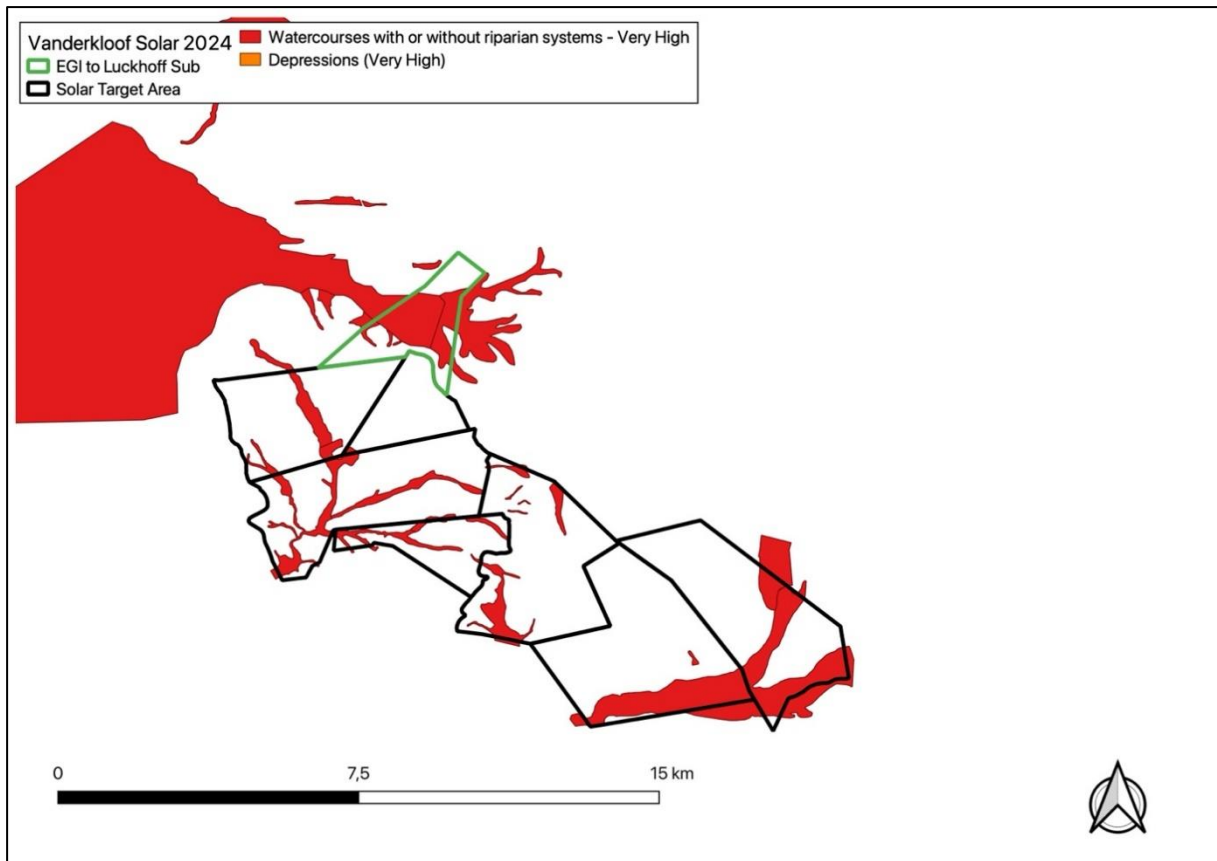 Vanderkloof Solar 2024
EGI to Luckhoff Sub
Solar Target Area
Watercourses with or without riparian systems - Very High
Depressions (Very High)
0 7,5 15 km